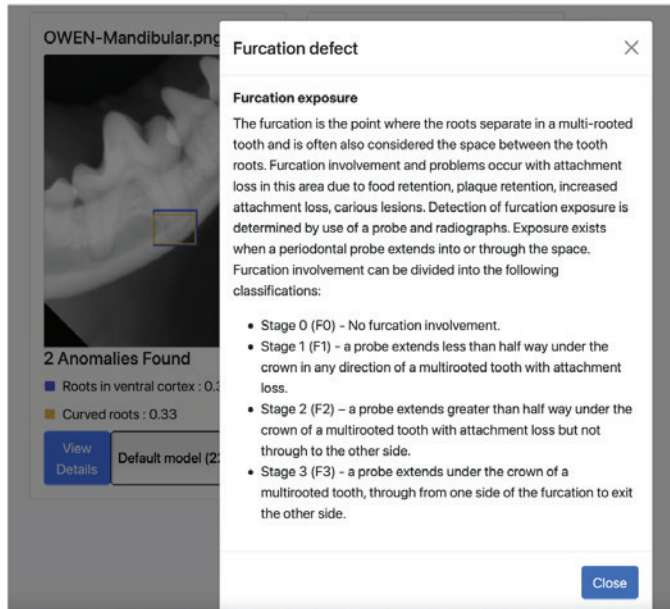 OWEN-Mandibular.png
2 Anomalies Found
Roots in ventral cortex : 0.3
Curved roots : 0.33
View
Details
Default model (2
Furcation defect
Furcation exposure
The furcation is the point where the roots separate in a multi-rooted
tooth and is often also considered the space between the tooth
roots. Furcation involvement and problems occur with attachment
loss in this area due to food retention, plaque retention, increased
attachment loss, carious lesions. Detection of furcation exposure is
determined by use of a probe and radiographs. Exposure exists
when a periodontal probe extends into or through the space.
Furcation involvement can be divided into the following
classifications:
• Stage 0 (F0) - No furcation involvement.
• Stage 1 (F1) - a probe extends less than half way under the
crown in any direction of a multirooted tooth with attachment
loss.
• Stage 2 (F2) – a probe extends greater than half way under the
crown of a multirooted tooth with attachment loss but not
through to the other side.
• Stage 3 (F3) - a probe extends under the crown of a
multirooted tooth, through from one side of the furcation to exit
the other side.
Close